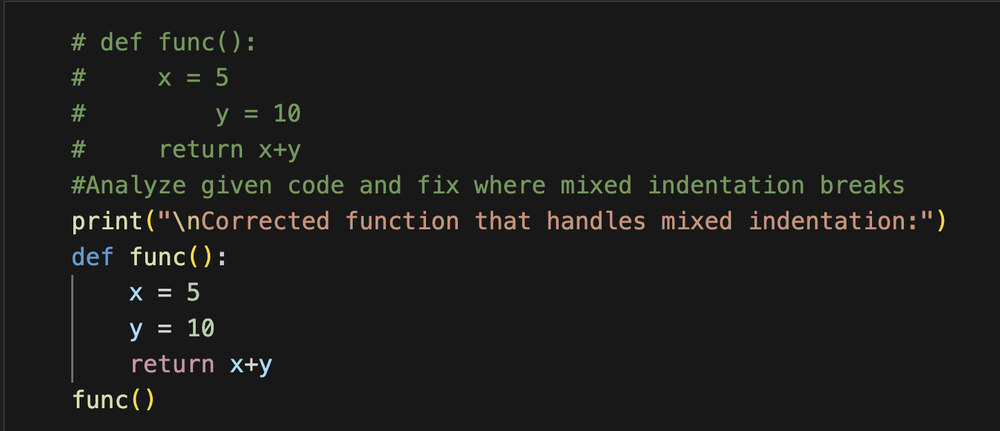 # def func():
#     x = 5
#         y = 10
#     return x+y
#Analyze given code and fix where mixed indentation breaks
print("\nCorrected function that handles mixed indentation:")
def func():
    x = 5
    y = 10
    return x+y
func()